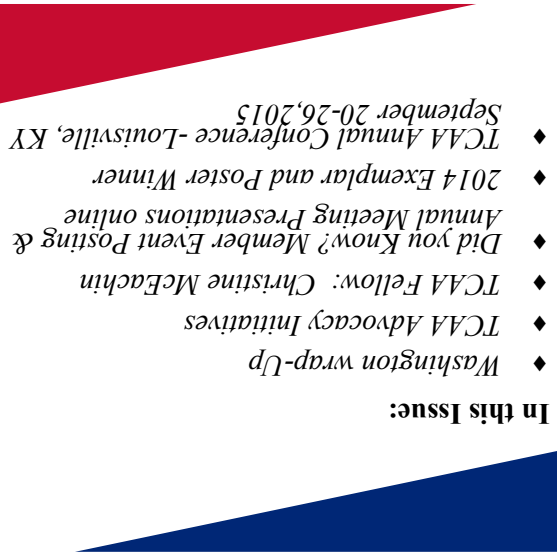 In this Issue:
♦ Washington wrap-Up
♦ TCAA Advocacy Initiatives
♦ TCAA Fellow: Christine McEachin
♦ Did you Know? Member Event Posting &
Annual Meeting Presentations online
♦ 2014 Exemplar and Poster Winner
♦ TCAA Annual Conference -Louisville, KY
September 20-26,2015